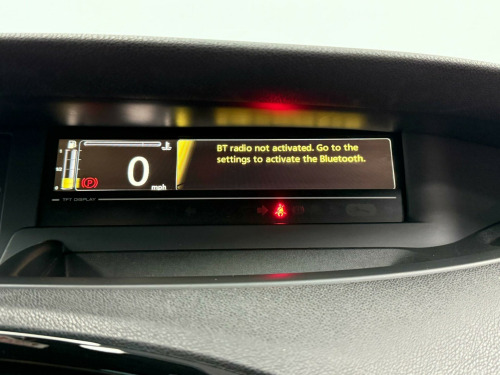 BT radio not activated. Go to the
settings to activate the Bluetooth.
0
mph
P
TFT DISPLAY